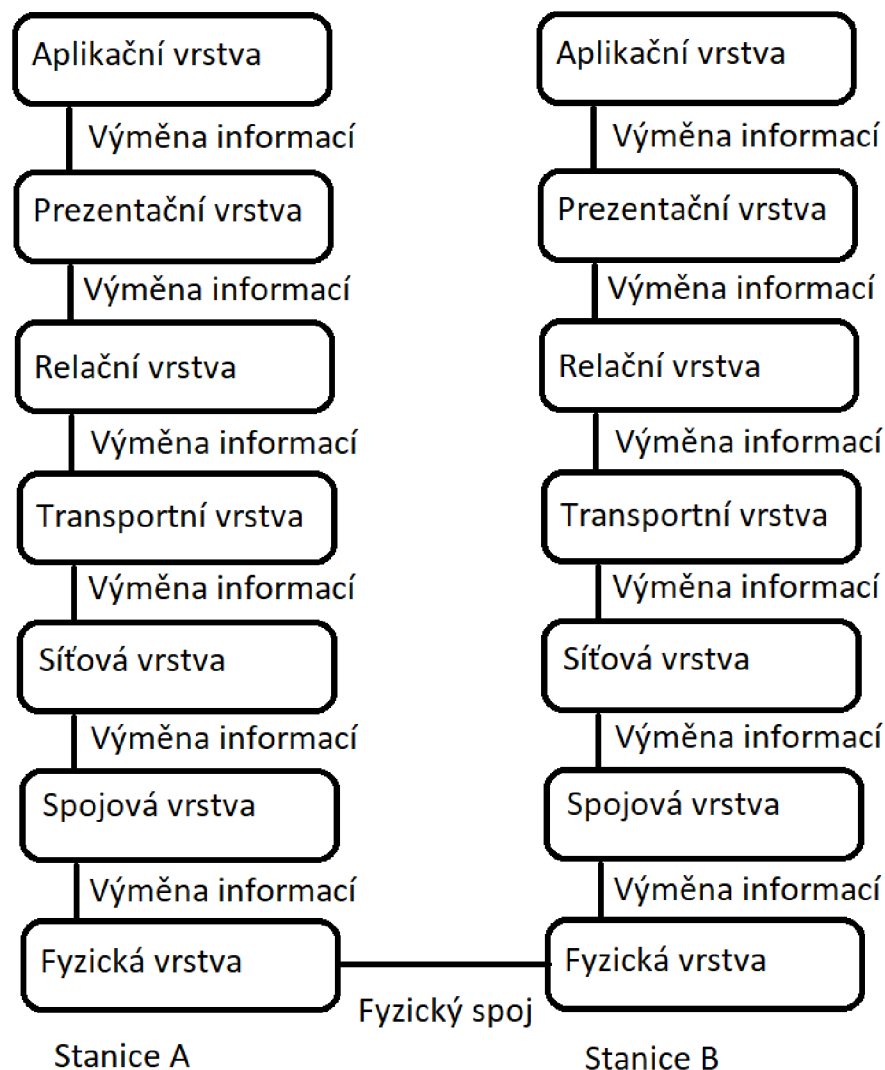 Aplikační vrstva
Výměna informací
Prezentační vrstva
Výměna informací
Relační vrstva
Výměna informací
Transportní vrstva
Výměna informací
Síťová vrstva
Výměna informací
Spojová vrstva
Výměna informací
Fyzická vrstva
Stanice A
Fyzický spoj
Aplikační vrstva
Výměna informací
Prezentační vrstva
Výměna informací
Relační vrstva
Výměna informací
Transportní vrstva
Výměna informací
Síťová vrstva
Výměna informací
Spojová vrstva
Výměna informací
Fyzická vrstva
Stanice B